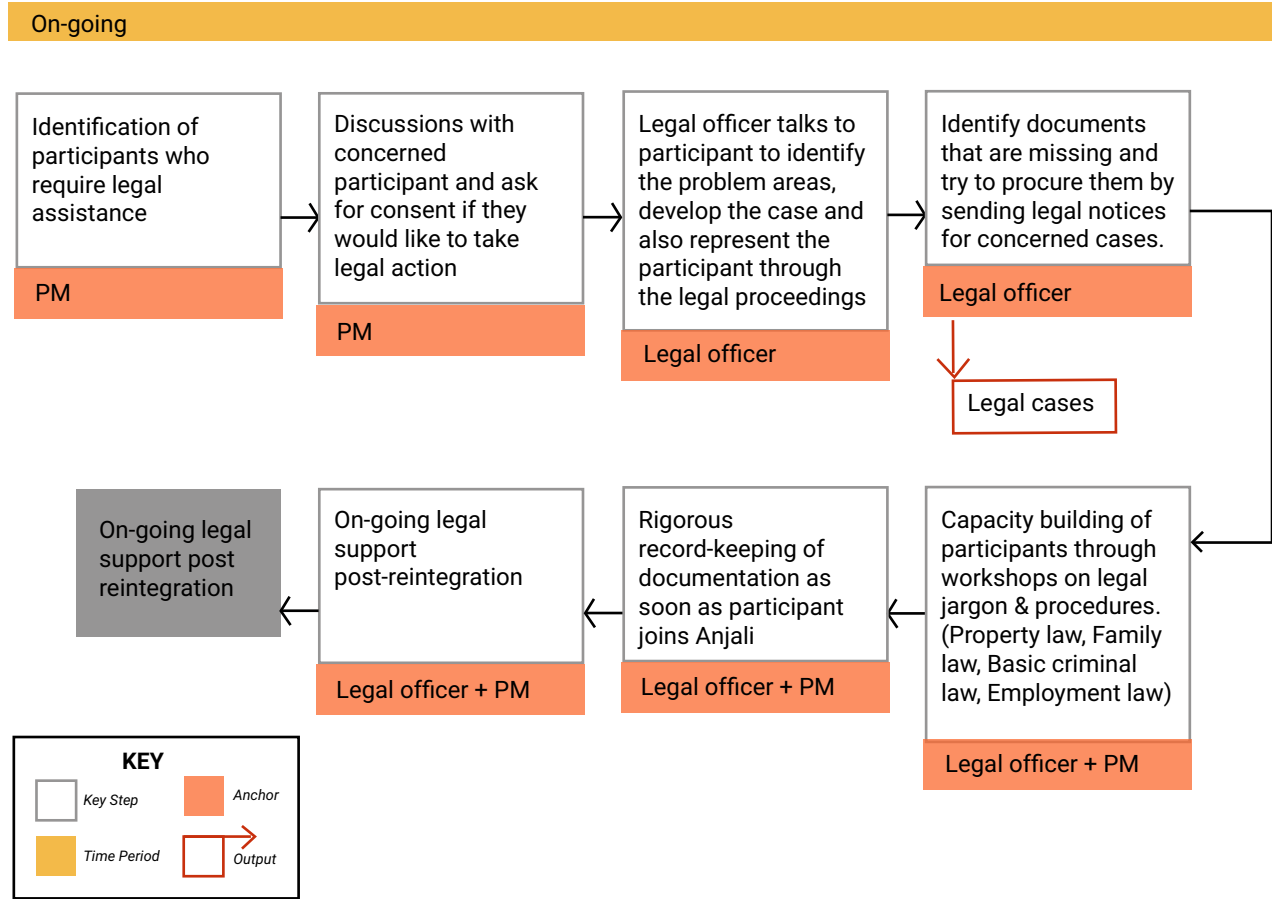 On-going
Identification of
participants who
require legal
assistance
PM
Discussions with
concerned
participant and ask
for consent if they
would like to take
legal action
PM
Legal officer talks to
participant to identify
the problem areas,
develop the case and
also represent the
participant through
the legal proceedings
Legal officer
Identify documents
that are missing and
try to procure them by
sending legal notices
for concerned cases.
Legal officer
Legal cases
Capacity building of
participants through
workshops on legal
jargon & procedures.
(Property law, Family
law, Basic criminal
law, Employment law)
Legal officer + PM
Rigorous
record-keeping of
documentation as
soon as participant
joins Anjali
Legal officer + PM
On-going legal
support
post-reintegration
Legal officer + PM
On-going legal
support post
reintegration
KEY
Key Step
Anchor
Time Period
Output